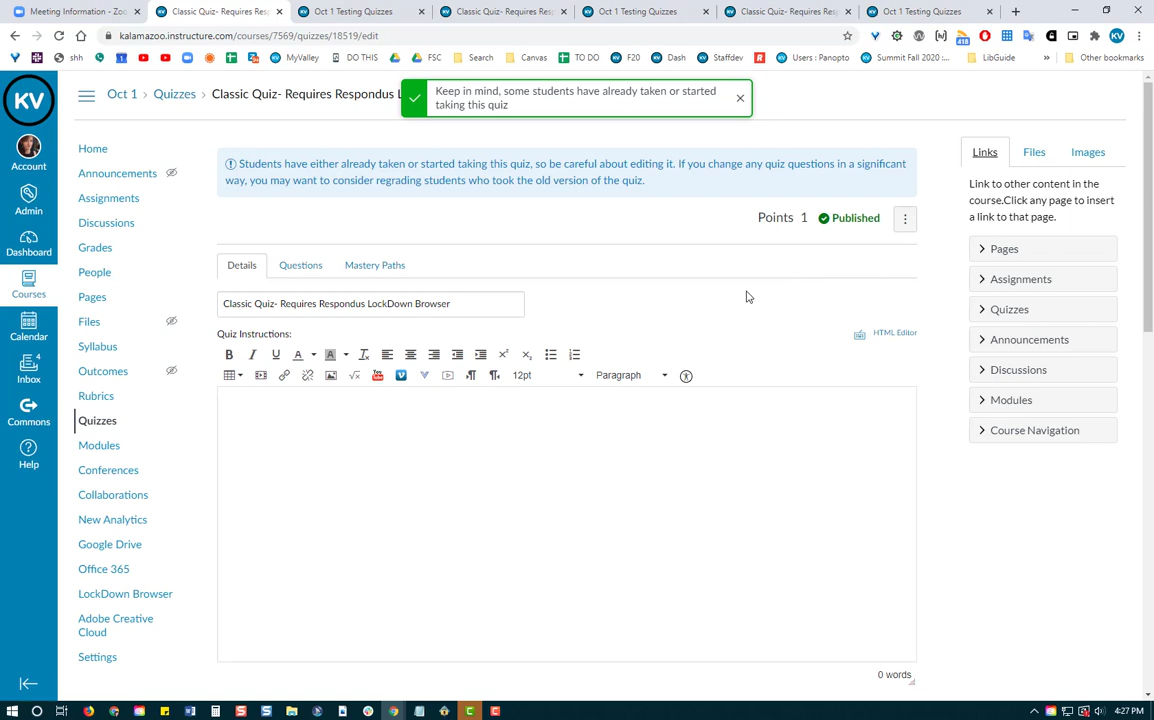 Meeting Information - Zoo
Classic Quiz- Requires Resp
Oct 1 Testing Quizzes
Classic Quiz- Requires Res
Oct 1 Testing Quizzes
Classic Quiz- Requires Res
Oct 1 Testing Quizzes
kalamazoo.instructure.com/courses/7569/quizzes/18519/edit
418
KV
shh
MyValley
DO THIS
FLC
FSC
Search
Canvas
TO DO
F20
Dash
Staffdev
Users : Panopto
Summit Fall 2020 :...
LibGuide
Other bookmarks
KV
Oct 1
Quizzes
Classic Quiz- Requires Respondus L
Keep in mind, some students have already taken or started
taking this quiz
Account
Admin
Dashboard
Courses
Calendar
4
Inbox
Commons
Help
Home
Announcements
Assignments
Discussions
Grades
People
Pages
Files
Syllabus
Outcomes
Rubrics
Quizzes
Modules
Conferences
Collaborations
New Analytics
Google Drive
Office 365
LockDown Browser
Adobe Creative
Cloud
Settings
Students have either already taken or started taking this quiz, so be careful about editing it. If you change any quiz questions in a significant
way, you may want to consider regrading students who took the old version of the quiz.
Points 1 Published
Details
Questions
Mastery Paths
Classic Quiz- Requires Respondus LockDown Browser
Quiz Instructions:
HTML Editor
12pt
Paragraph
0 words
Links
Files
Images
Link to other content in the
course.Click any page to insert
a link to that page.
Pages
Assignments
Quizzes
Announcements
Discussions
Modules
Course Navigation
4:27 PM